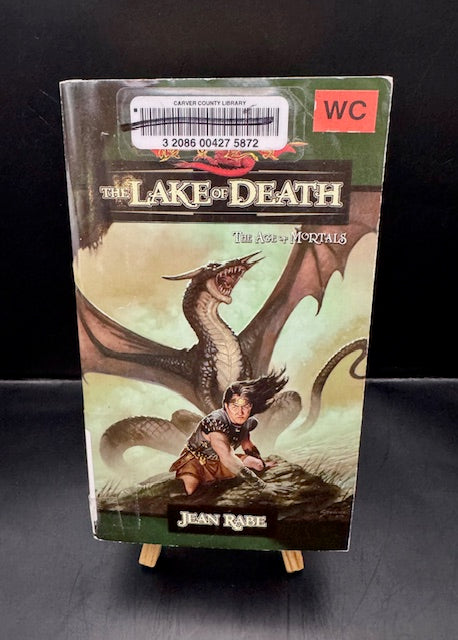 CARVER COUNTY LIBRARY
3 2086 00427 5872
WC
THE LAKE OF DEATH
THE AGE OF MORTALS
JEAN RABE